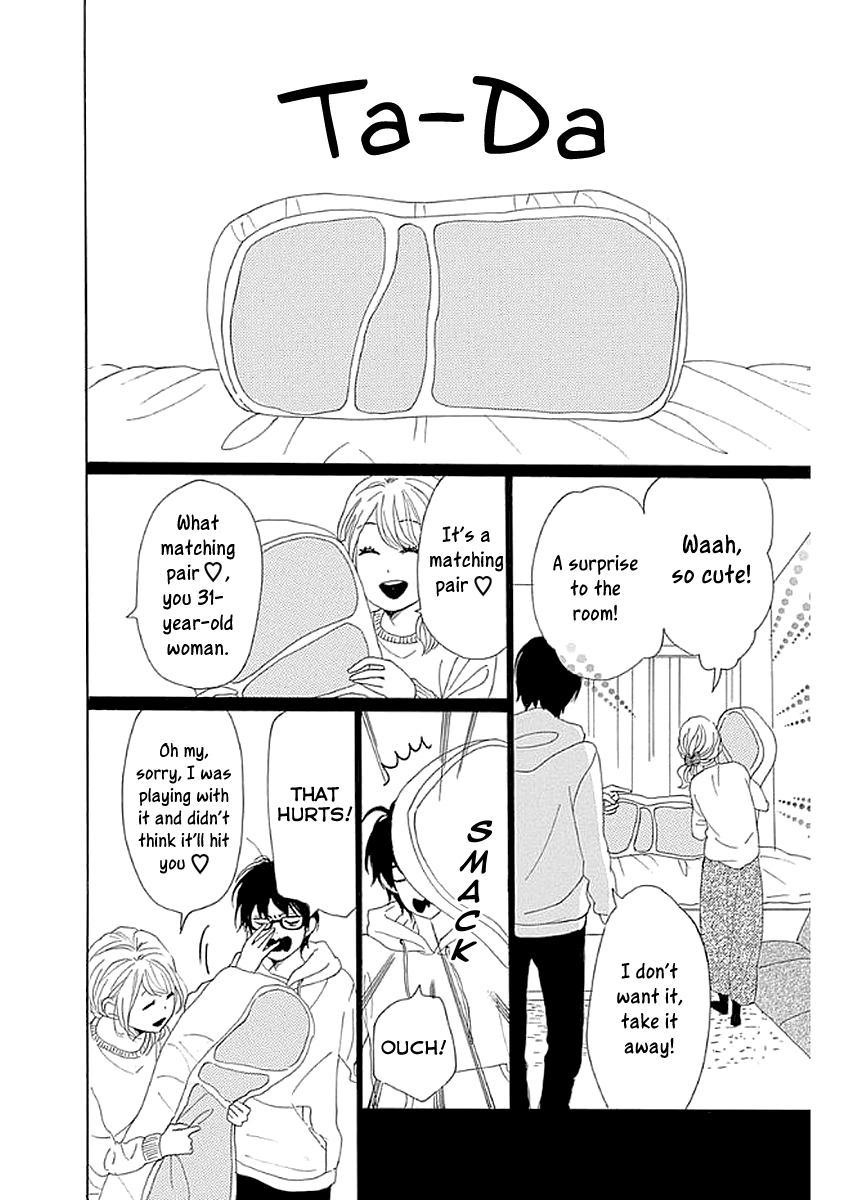 Ta-Da
Waah,
so cute!
A surprise
to the
room!
I don't
want it,
take it
away!
It's a
matching
pair ♡
What
matching
pair ♡,
you 31-
year-old
woman.
SMACK
OUCH!
THAT
HURTS!
Oh my,
sorry, I was
playing with
it and didn't
think it'll hit
you ♡